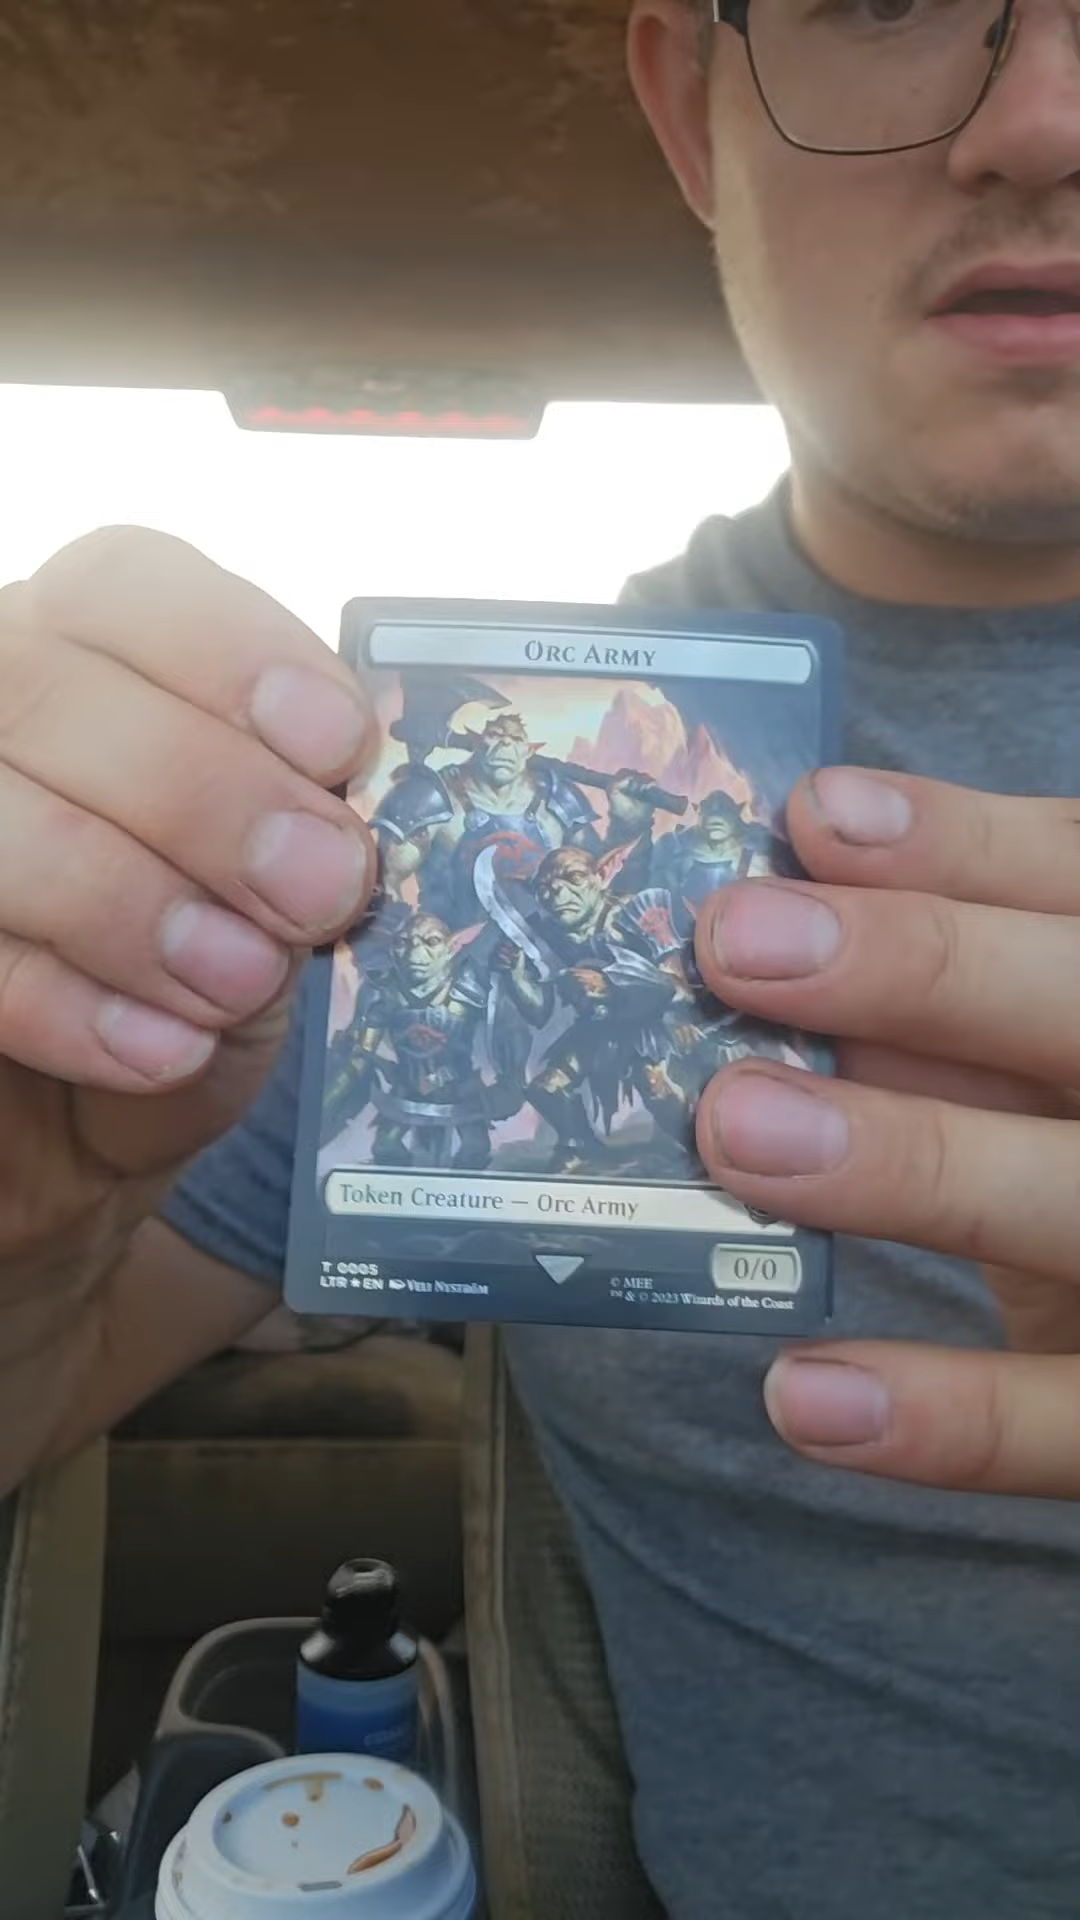 Orc Army
Token Creature — Orc Army
0/0
T 0005
LTR ★ EN Veli Nyström
© MEE
™ & © 2023 Wizards of the Coast